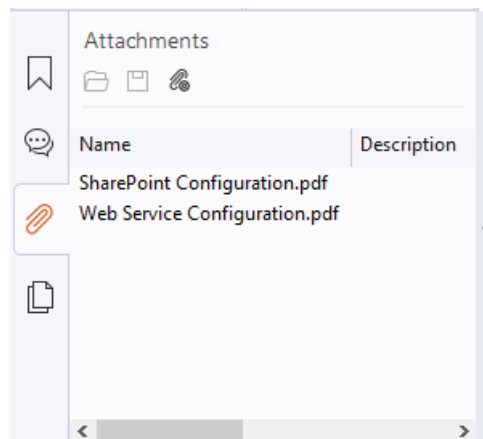 Attachments
Name Description
SharePoint Configuration.pdf
Web Service Configuration.pdf